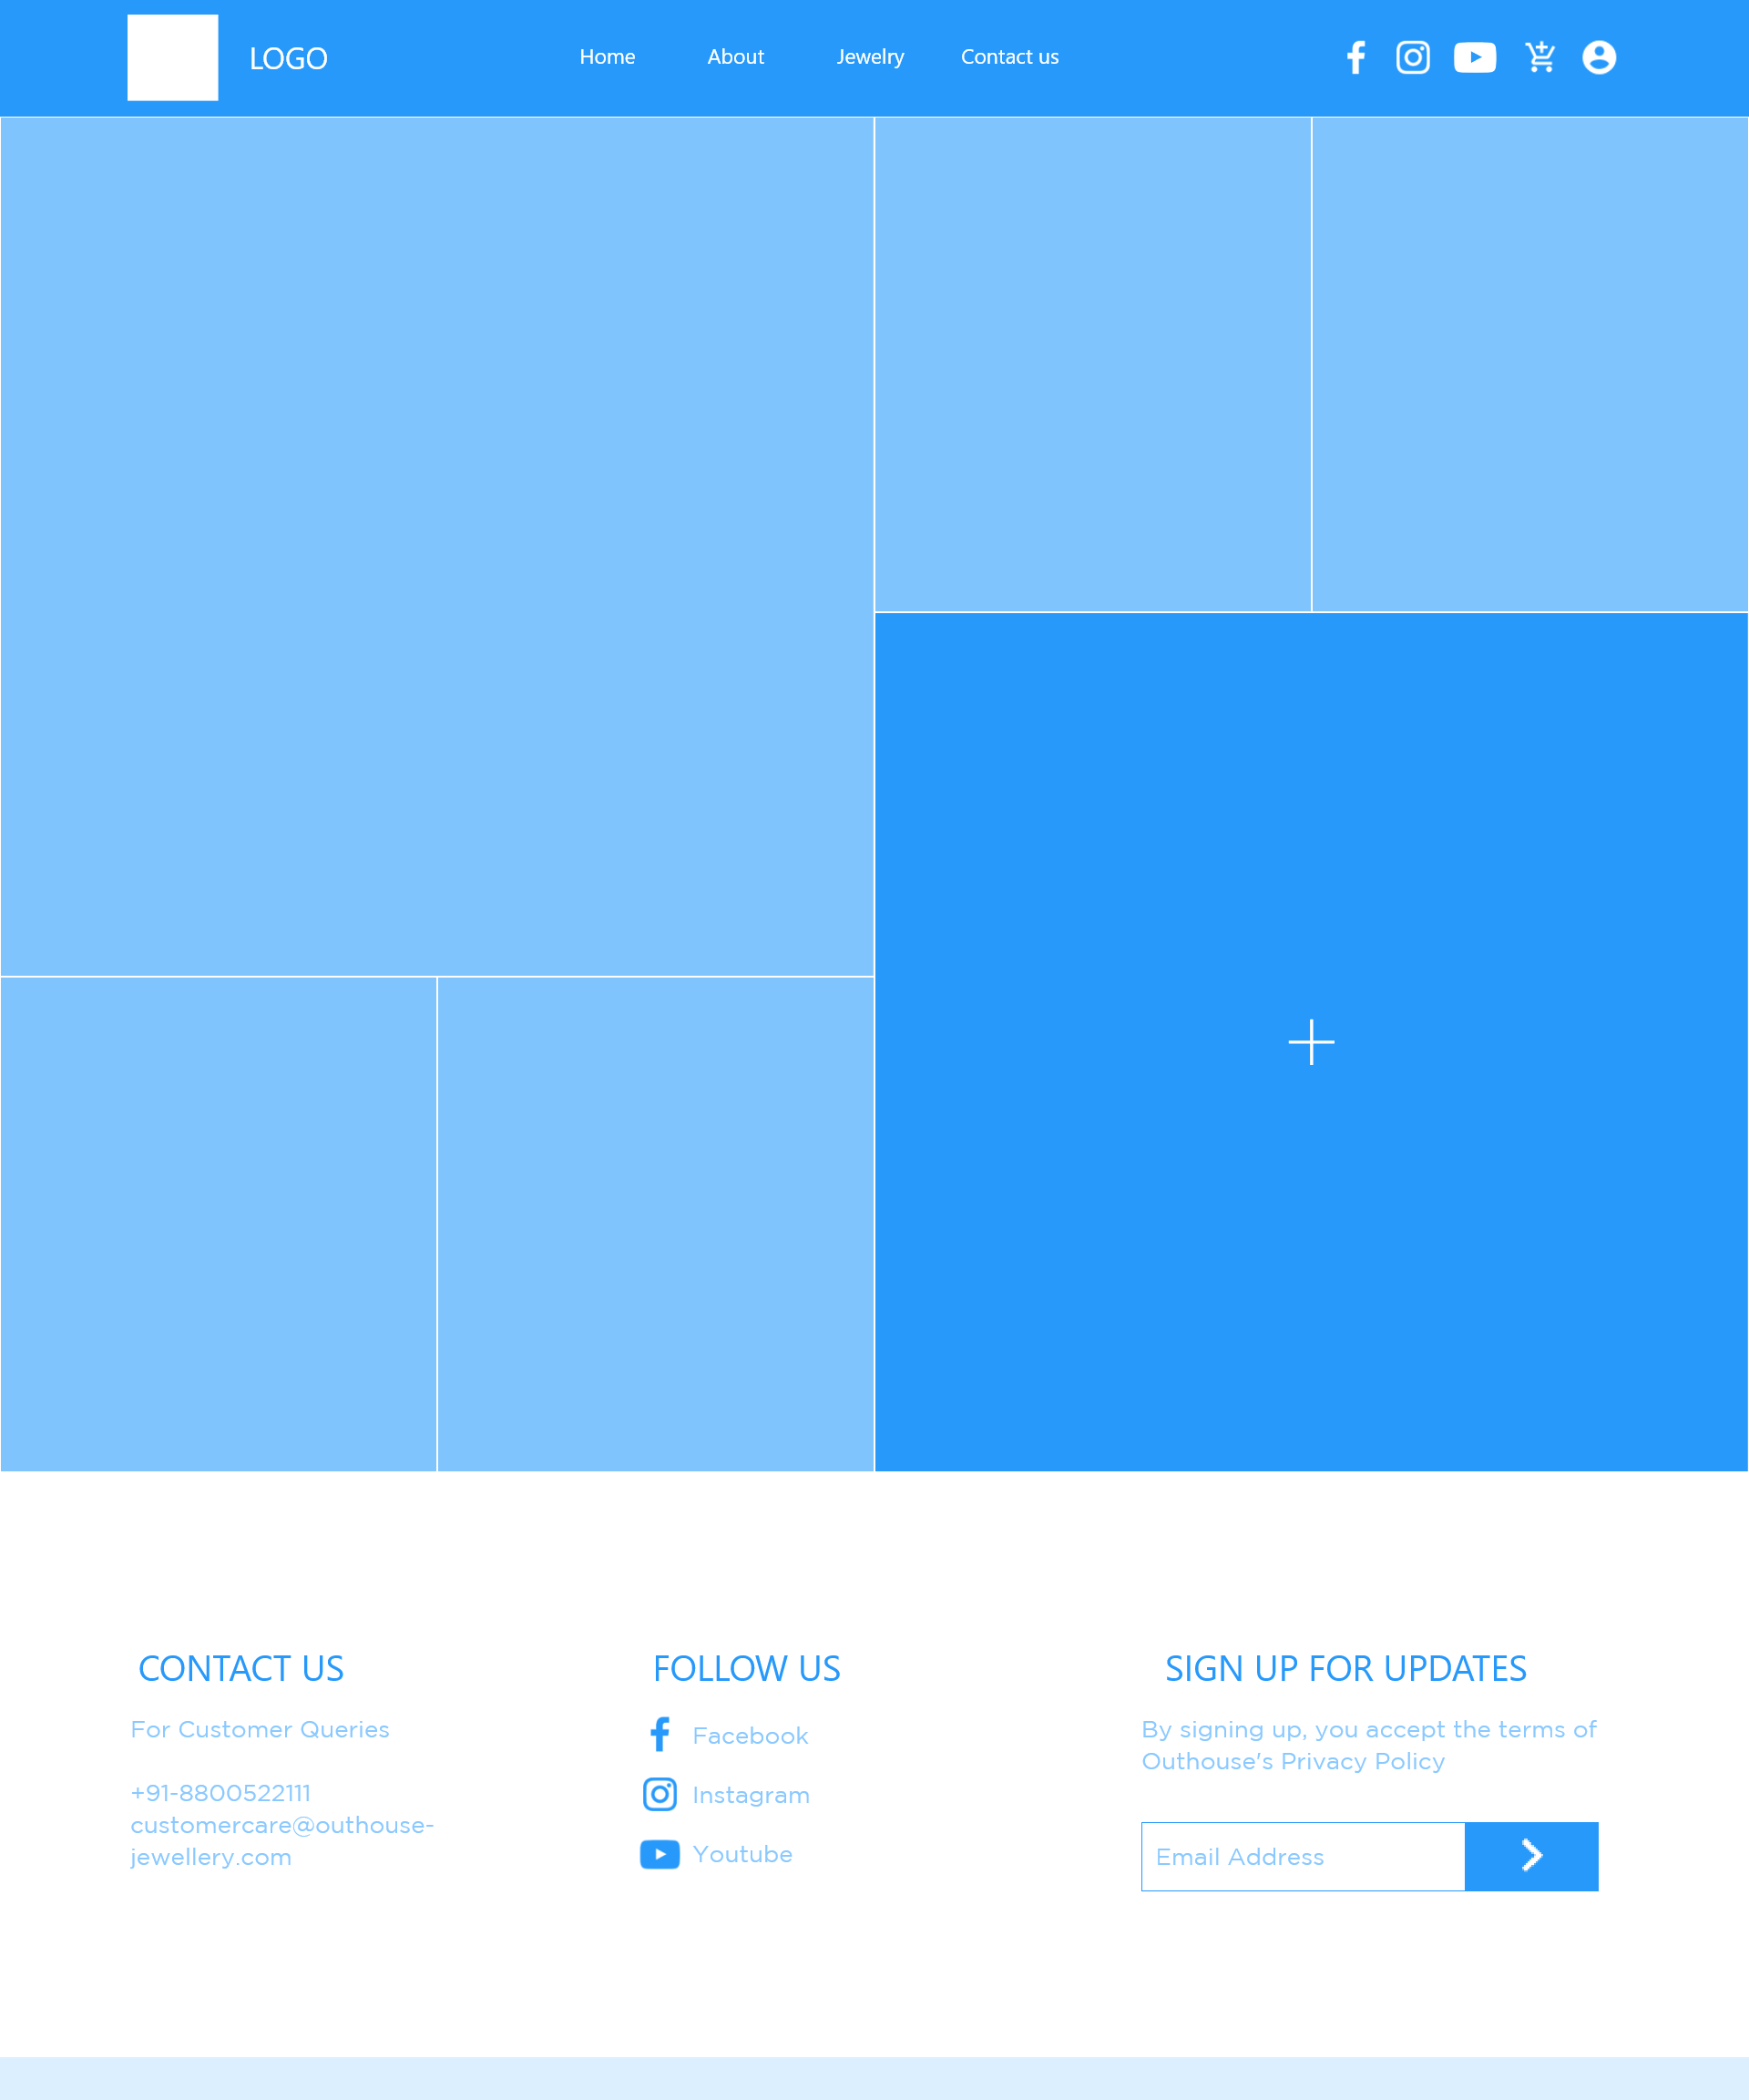 LOGO
Home
About
Jewelry
Contact us
CONTACT US
For Customer Queries
+91-8800522111
customercare@outhouse-
jewellery.com
FOLLOW US
Facebook
Instagram
Youtube
SIGN UP FOR UPDATES
By signing up, you accept the terms of
Outhouse's Privacy Policy
Email Address